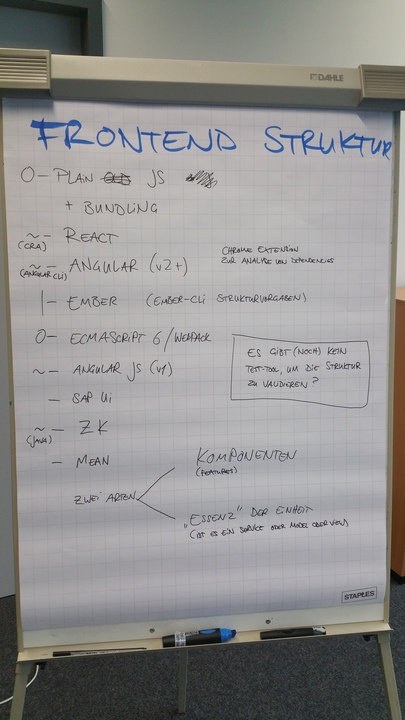 DAHLE
FRONTEND STRUKTUR
0 - PLAIN JS
+ BUNDLING
~ - REACT
(CRA)
~ - ANGULAR (v2+)
(ANGULAR CLI)
CHROME EXTENSION
ZUR ANALYSE VON DEPENDENCIES
| - EMBER (EMBER-CLI STRUKTURVORGABEN)
0 - ECMASCRIPT 6 / WEBPACK
~ - ANGULAR JS (v1)
- SAP UI
~ - ZK
(JAVA)
- MEAN
ES GIBT (NOCH) KEIN
TEST-TOOL, UM DIE STRUKTUR
ZU VALIDIEREN?
ZWEI ARTEN
KOMPONENTEN
(FEATURES)
„ESSENZ" DER EINHEIT
(IST ES EIN SERVICE ODER MODEL ODER VIEW)
STAPLES